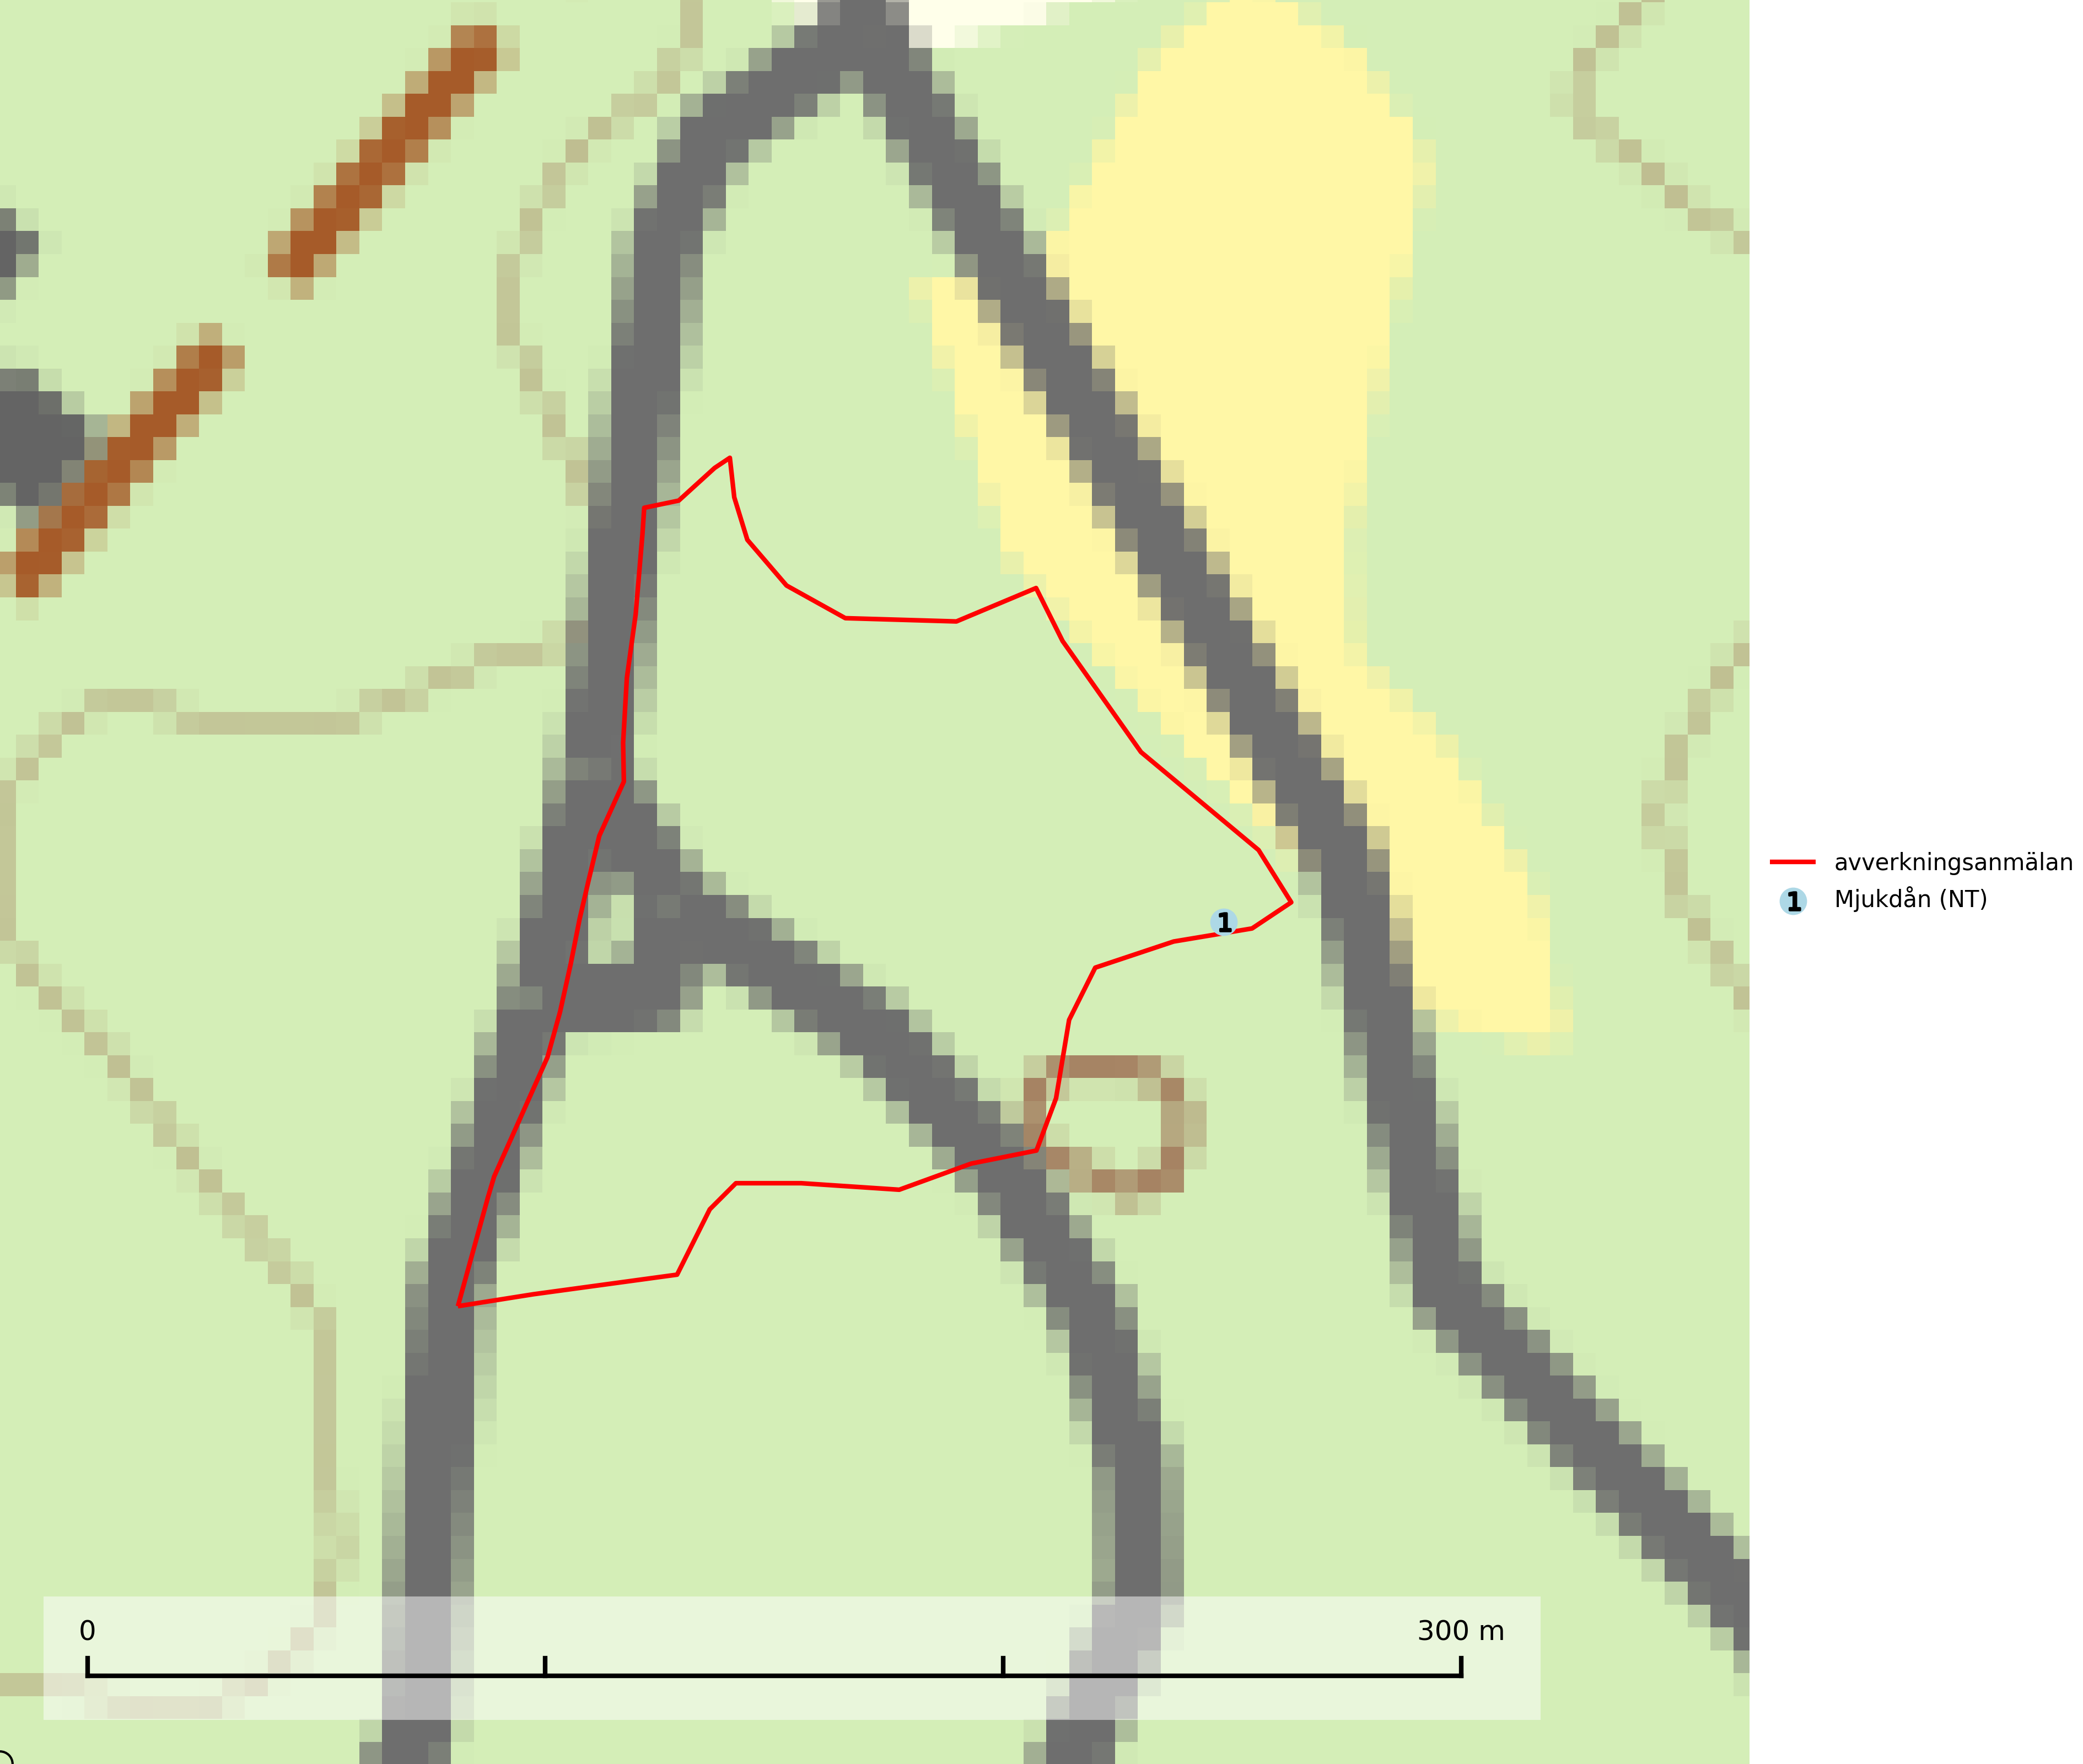 avverkningsanmälan
1 Mjukdån (NT)
1
0 300 m